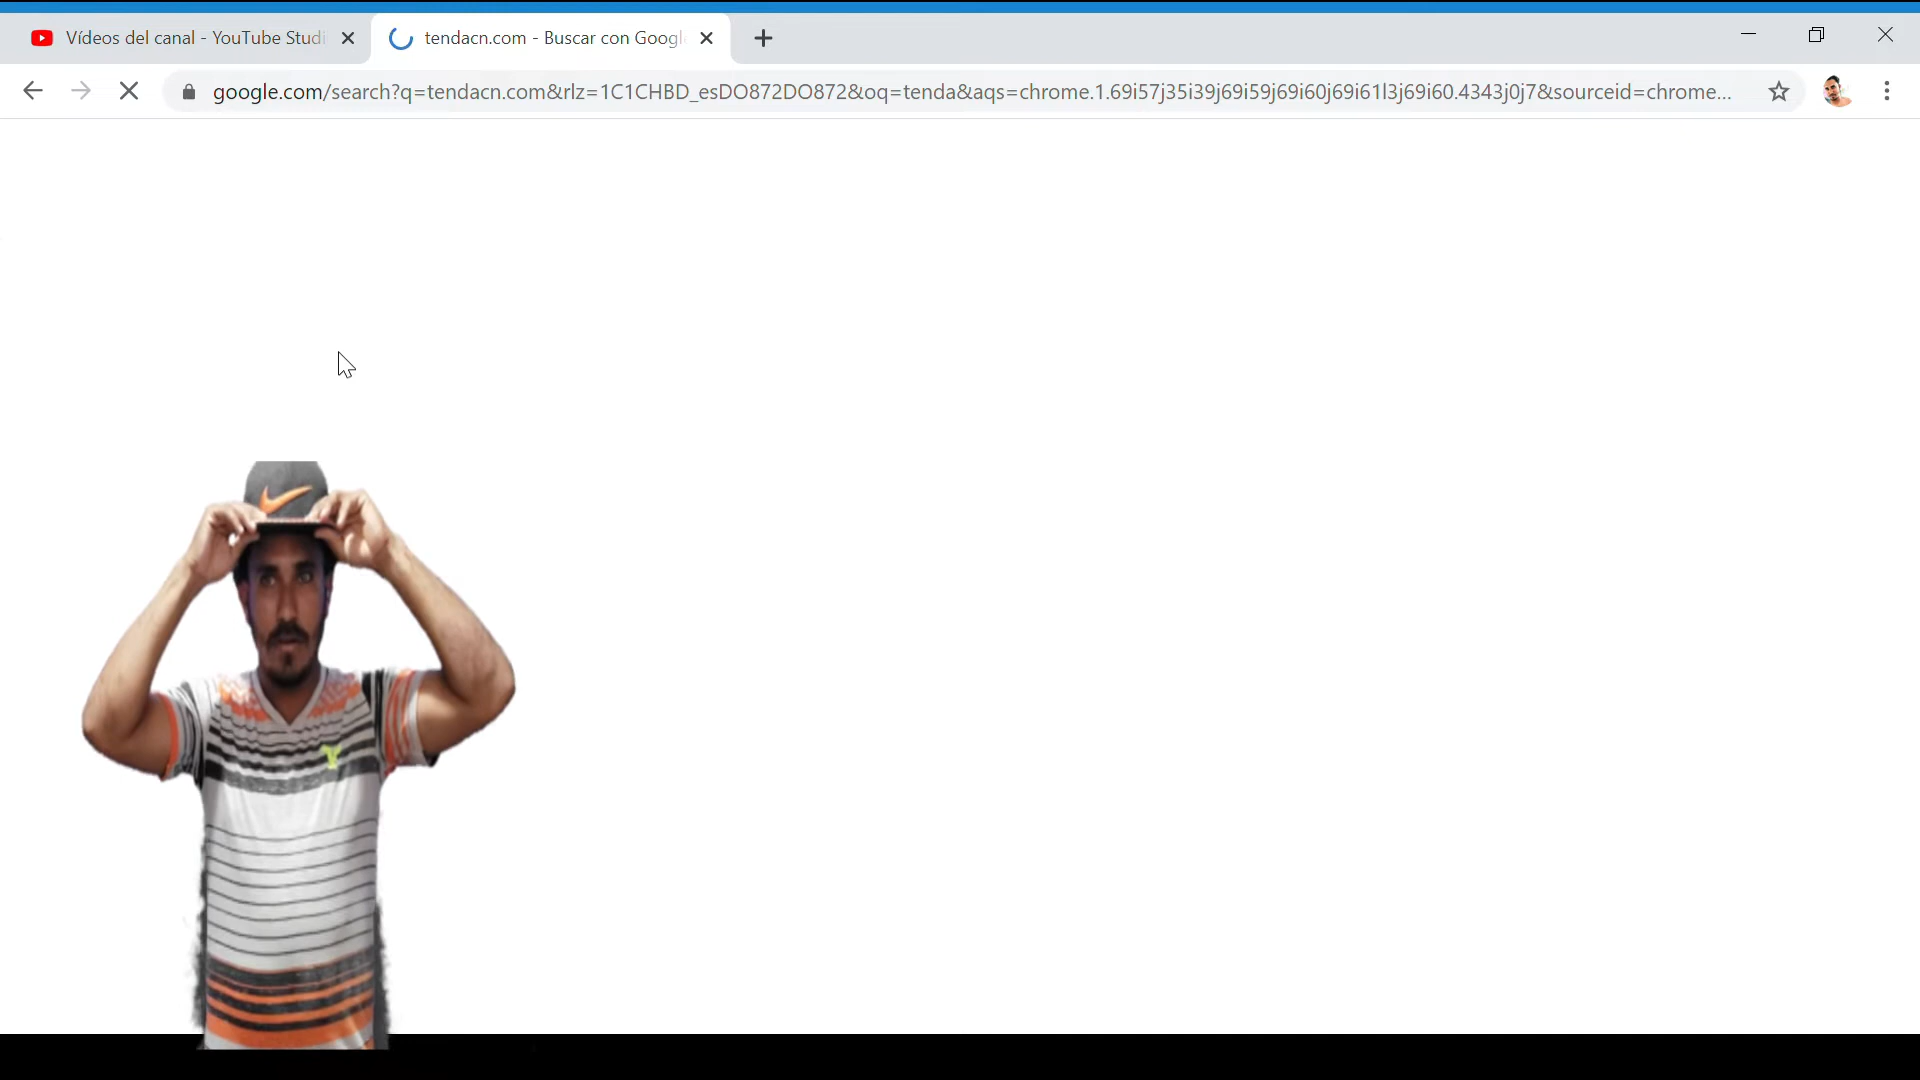 Vídeos del canal - YouTube Studi
tendacn.com - Buscar con Googl
google.com/search?q=tendacn.com&rlz=1C1CHBD_esDO872DO872&oq=tenda&aqs=chrome.1.69i57j35i39j69i59j69i60j69i61l3j69i60.4343j0j7&sourceid=chrome...